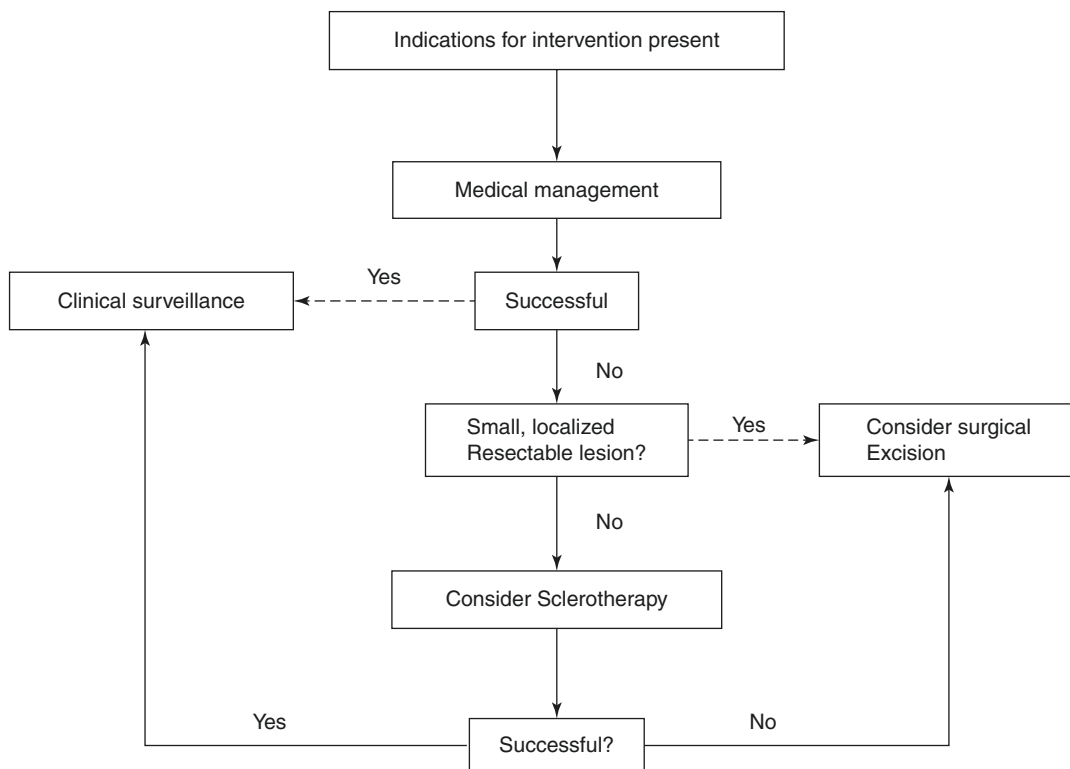 Indications for intervention present
Medical management
Yes
Clinical surveillance
Successful
No
Small, localized
Resectable lesion?
Yes
Consider surgical
Excision
No
Consider Sclerotherapy
Yes
No
Successful?